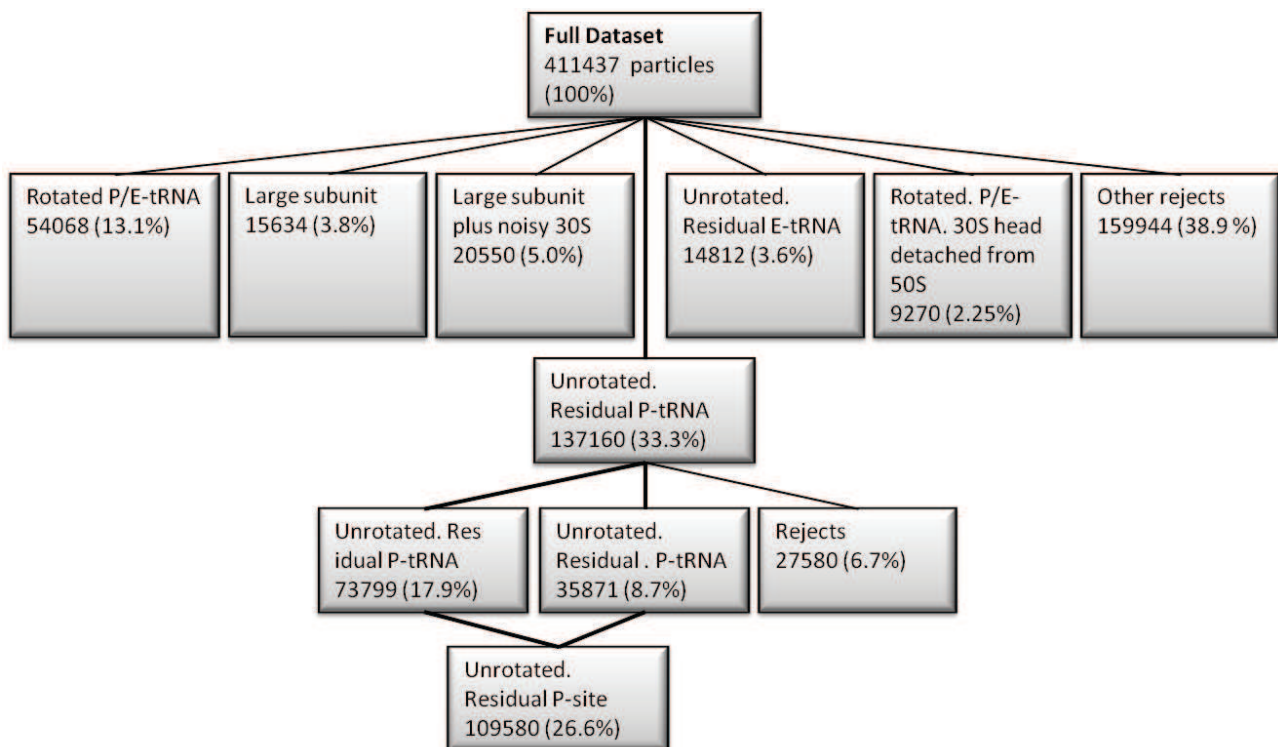 Full Dataset
411437 particles
(100%)
Rotated P/E-tRNA
54068 (13.1%)
Large subunit
15634 (3.8%)
Large subunit
plus noisy 30S
20550 (5.0%)
Unrotated.
Residual E-tRNA
14812 (3.6%)
Rotated. P/E-
tRNA. 30S head
detached from
50S
9270 (2.25%)
Other rejects
159944 (38.9 %)
Unrotated.
Residual P-tRNA
137160 (33.3%)
Unrotated. Res
idual P-tRNA
73799 (17.9%)
Unrotated.
Residual . P-tRNA
35871 (8.7%)
Rejects
27580 (6.7%)
Unrotated.
Residual P-site
109580 (26.6%)